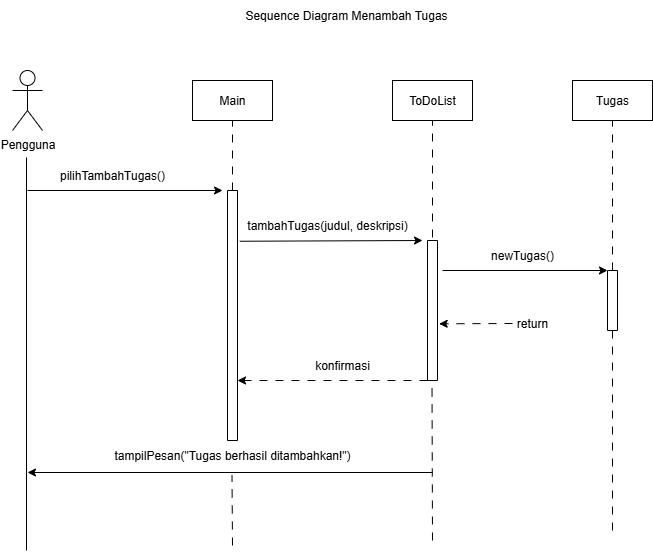 Sequence Diagram Menambah Tugas
Main
ToDoList
Tugas
Pengguna
pilihTambahTugas()
tambahTugas(judul, deskripsi)
newTugas()
return
konfirmasi
tampilPesan("Tugas berhasil ditambahkan!")